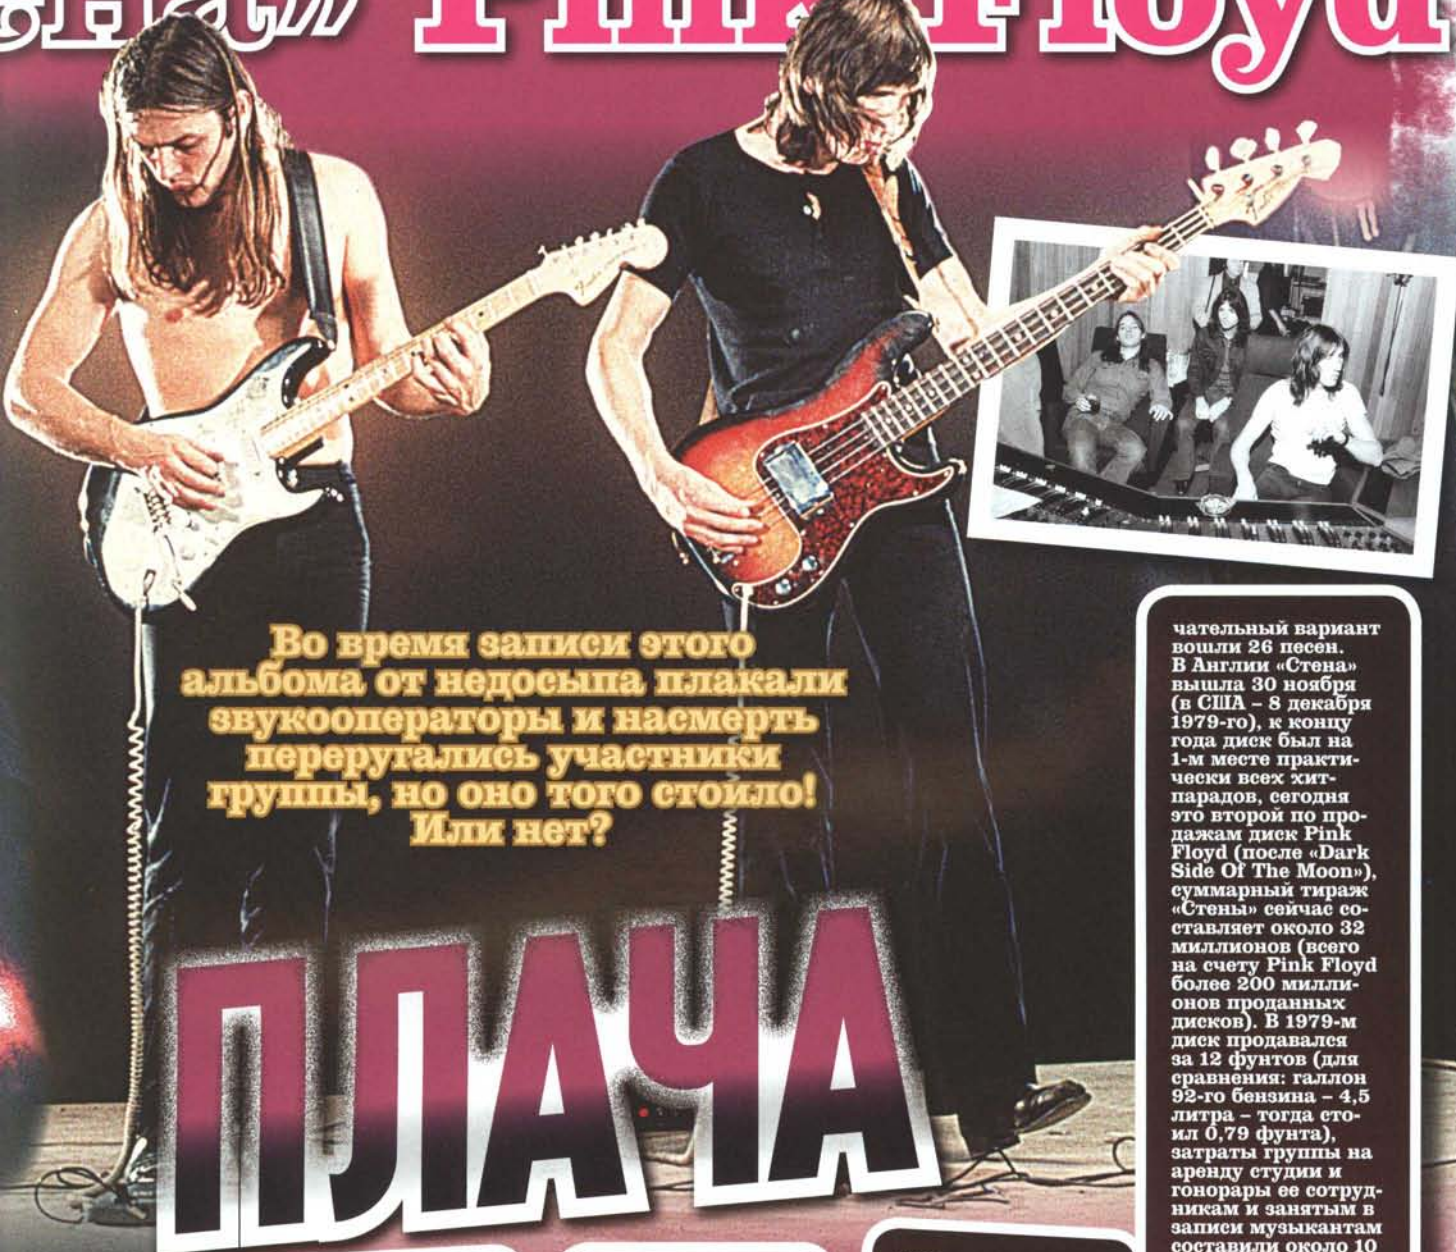 на» Pink Floyd
Во время записи этого
альбома от недосыпа плакали
звукооператоры и насмерть
переругались участники
группы, но оно того стоило!
Или нет?
ПЛАЧА
чательный вариант
вошли 26 песен.
В Англии «Стена»
вышла 30 ноября
(в США – 8 декабря
1979-го), к концу
года диск был на
1-м месте практи-
чески всех хит-
парадов, сегодня
это второй по про-
дажам диск Pink
Floyd (после «Dark
Side Of The Moon»),
суммарный тираж
«Стены» сейчас со-
ставляет около 32
миллионов (всего
на счету Pink Floyd
более 200 милли-
онов проданных
дисков). В 1979-м
диск продавался
за 12 фунтов (для
сравнения: галлон
92-го бензина – 4,5
литра – тогда сто-
ил 0,79 фунта),
затраты группы на
аренду студии и
гонорары ее сотруд-
никам и занятым в
записи музыкантам
составили около 10